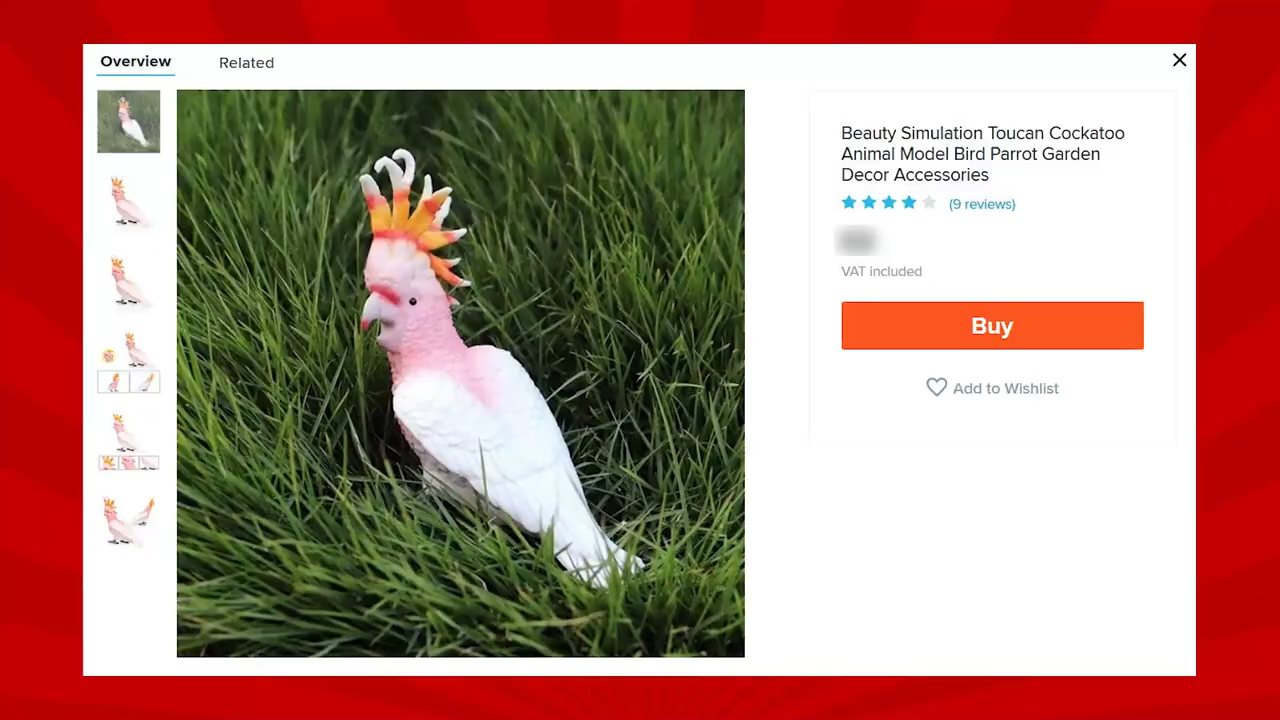 Overview
Related
Beauty Simulation Toucan Cockatoo
Animal Model Bird Parrot Garden
Decor Accessories
(9 reviews)
VAT included
Buy
Add to Wishlist